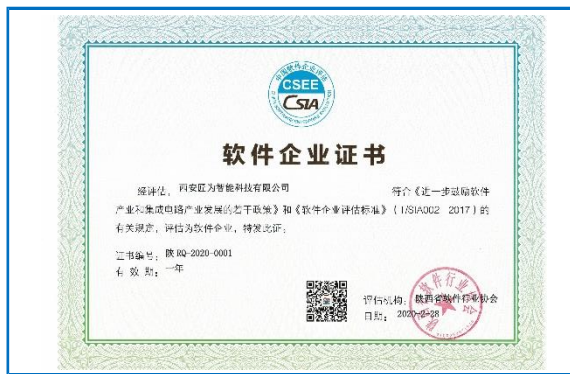 CSEE
CSIA
软件企业证书
经评估，西安匠为智能科技有限公司 符合《进一步鼓励软件
产业和集成电路产业发展的若干政策》和《软件企业评估标准》（T/SIA002 2017）的
有关规定，评估为软件企业，特发此证。
证书编号：陕 RQ-2020-0001
有 效 期：一年
评估机构：陕西省软件行业协会
日期：2020-2-28